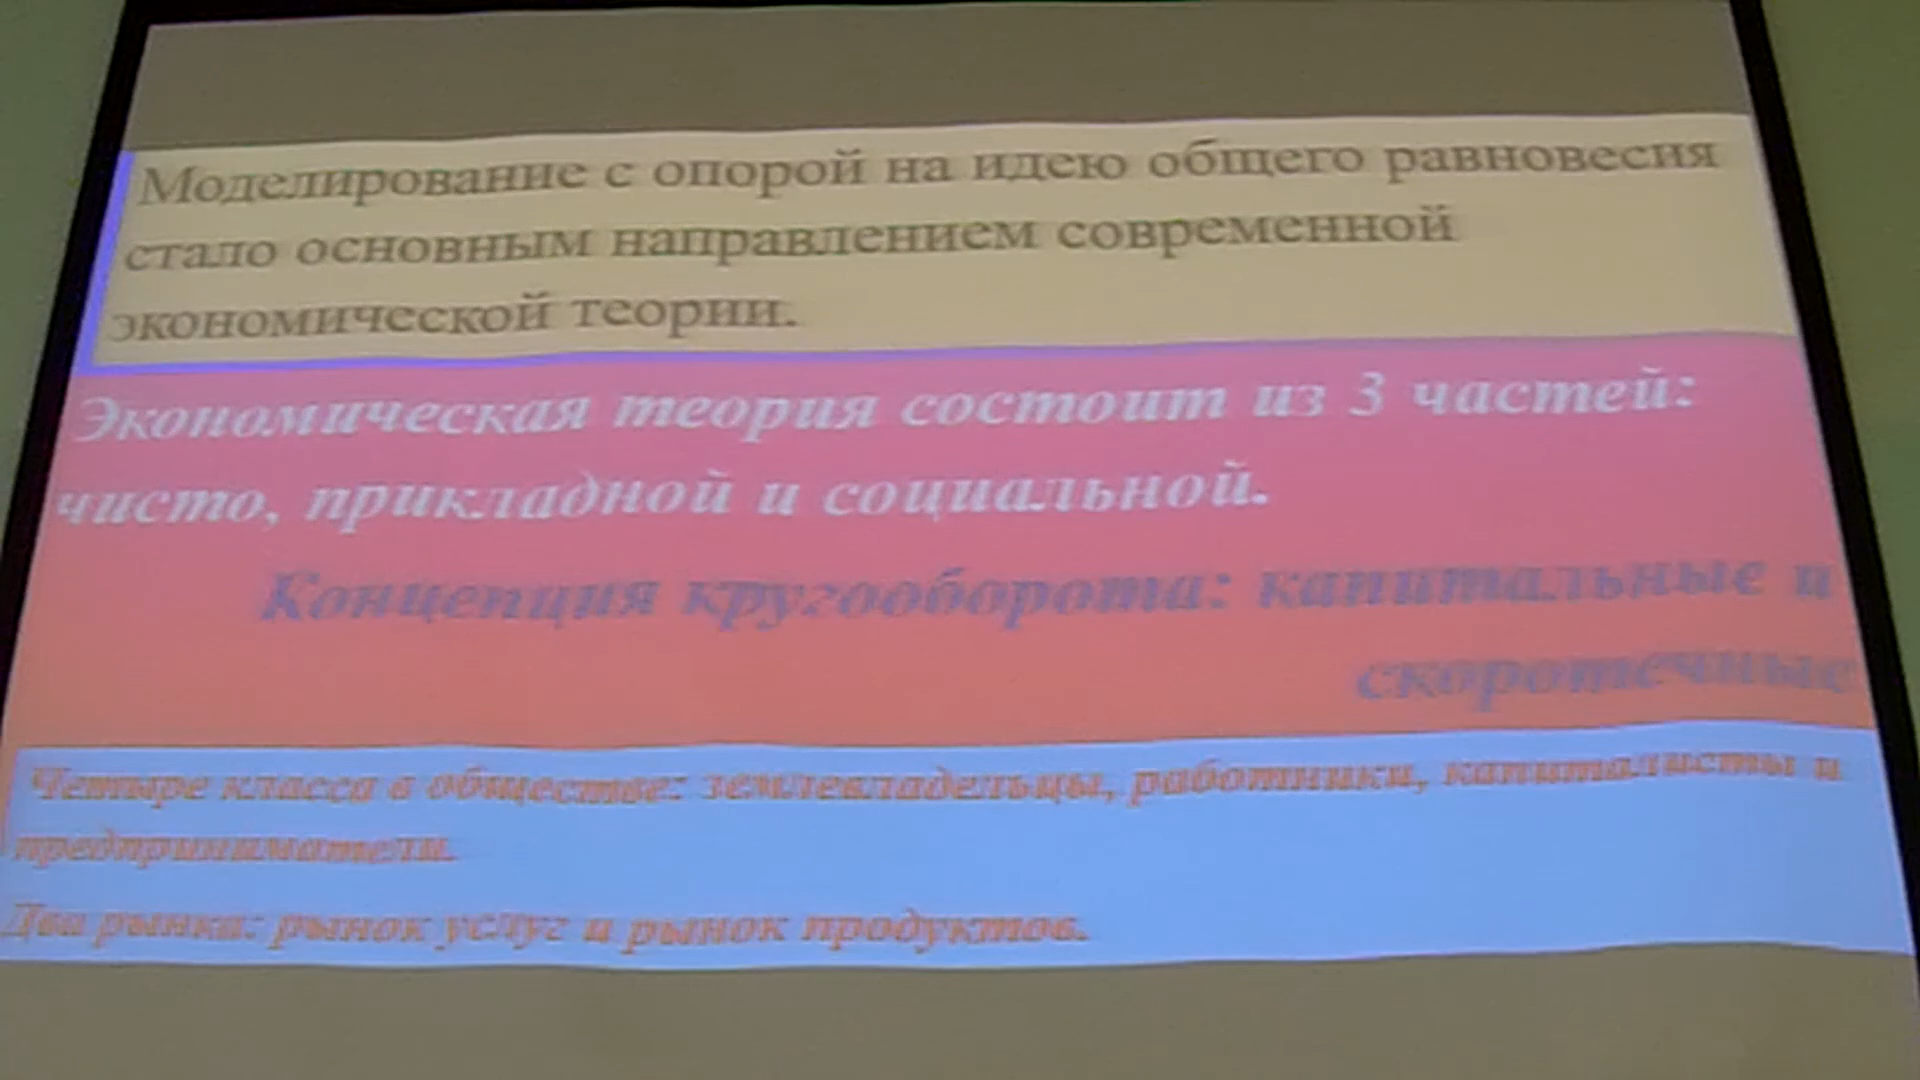 Моделирование с опорой на идею общего равновесия
стало основным направлением современной
экономической теории.
Экономическая теория состоит из 3 частей:
чисто, прикладной и социальной.
Концепция кругооборота: капитальные и
скоротечные
Четыре класса в обществе: землевладельцы, работники, капиталисты и
предприниматели.
Два рынка: рынок услуг и рынок продуктов.